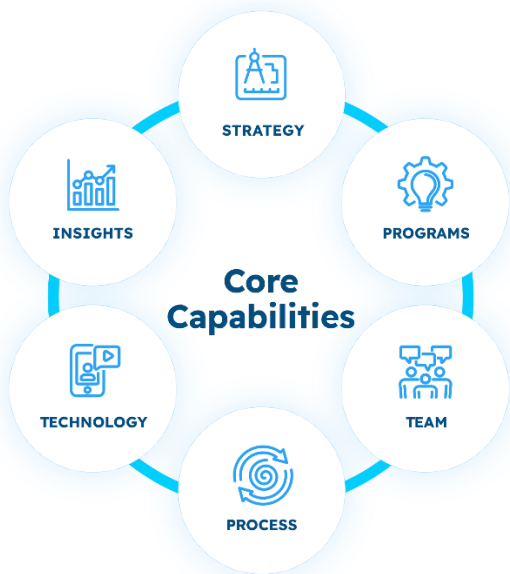 STRATEGY
INSIGHTS
PROGRAMS
Core
Capabilities
TECHNOLOGY
TEAM
PROCESS